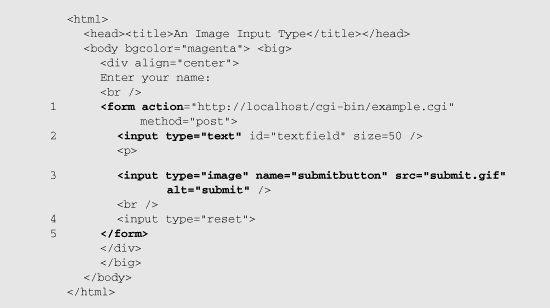 <html>
<head><title>An Image Input Type</title></head>
<body bgcolor="magenta"> <big>
<div align="center">
Enter your name:
<br />
1 <form action="http://localhost/cgi-bin/example.cgi"
method="post">
2 <input type="text" id="textfield" size=50 />
<p>
3 <input type="image" name="submitbutton" src="submit.gif"
alt="submit" />
<br />
4 <input type="reset">
5 </form>
</div>
</big>
</body>
</html>